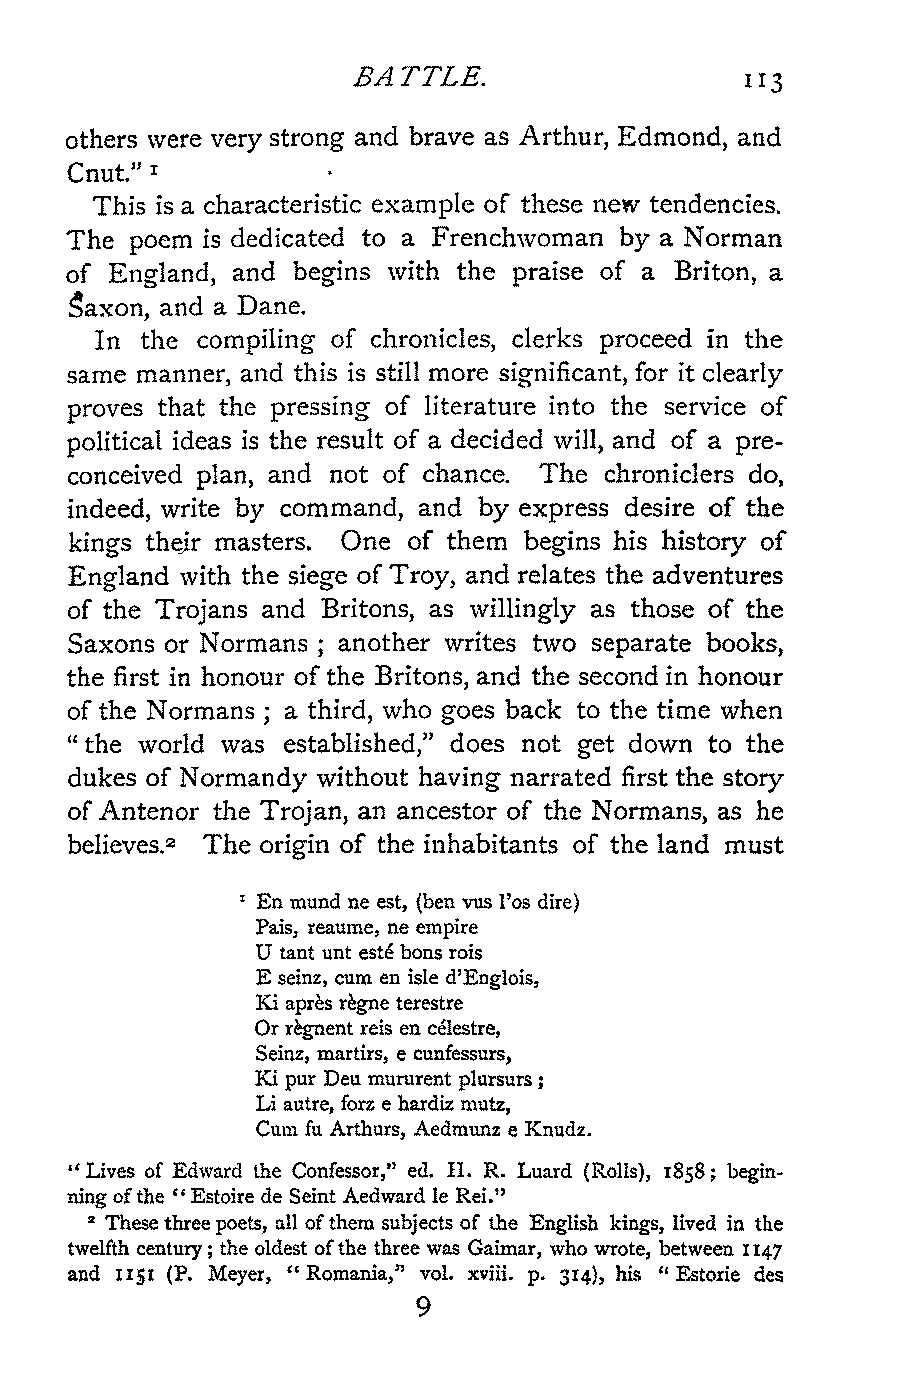 BATTLE. 113
others were very strong and brave as Arthur, Edmond, and
Cnut." ¹
This is a characteristic example of these new tendencies.
The poem is dedicated to a Frenchwoman by a Norman
of England, and begins with the praise of a Briton, a
Saxon, and a Dane.
In the compiling of chronicles, clerks proceed in the
same manner, and this is still more significant, for it clearly
proves that the pressing of literature into the service of
political ideas is the result of a decided will, and of a pre-
conceived plan, and not of chance. The chroniclers do,
indeed, write by command, and by express desire of the
kings their masters. One of them begins his history of
England with the siege of Troy, and relates the adventures
of the Trojans and Britons, as willingly as those of the
Saxons or Normans ; another writes two separate books,
the first in honour of the Britons, and the second in honour
of the Normans ; a third, who goes back to the time when
"the world was established," does not get down to the
dukes of Normandy without having narrated first the story
of Antenor the Trojan, an ancestor of the Normans, as he
believes.² The origin of the inhabitants of the land must
¹ En mund ne est, (ben vus l'os dire)
Pais, reaume, ne empire
U tant unt esté bons rois
E seinz, cum en isle d'Englois,
Ki après règne terestre
Or règnent reis en célestre,
Seinz, martirs, e cunfessurs,
Ki pur Deu mururent plursurs ;
Li autre, forz e hardiz mutz,
Cum fu Arthurs, Aedmunz e Knudz.
"Lives of Edward the Confessor," ed. H. R. Luard (Rolls), 1858 ; begin-
ning of the "Estoire de Seint Aedward le Rei."
² These three poets, all of them subjects of the English kings, lived in the
twelfth century ; the oldest of the three was Gaimar, who wrote, between 1147
and 1151 (P. Meyer, "Romania," vol. xviii. p. 314), his "Estorie des
9